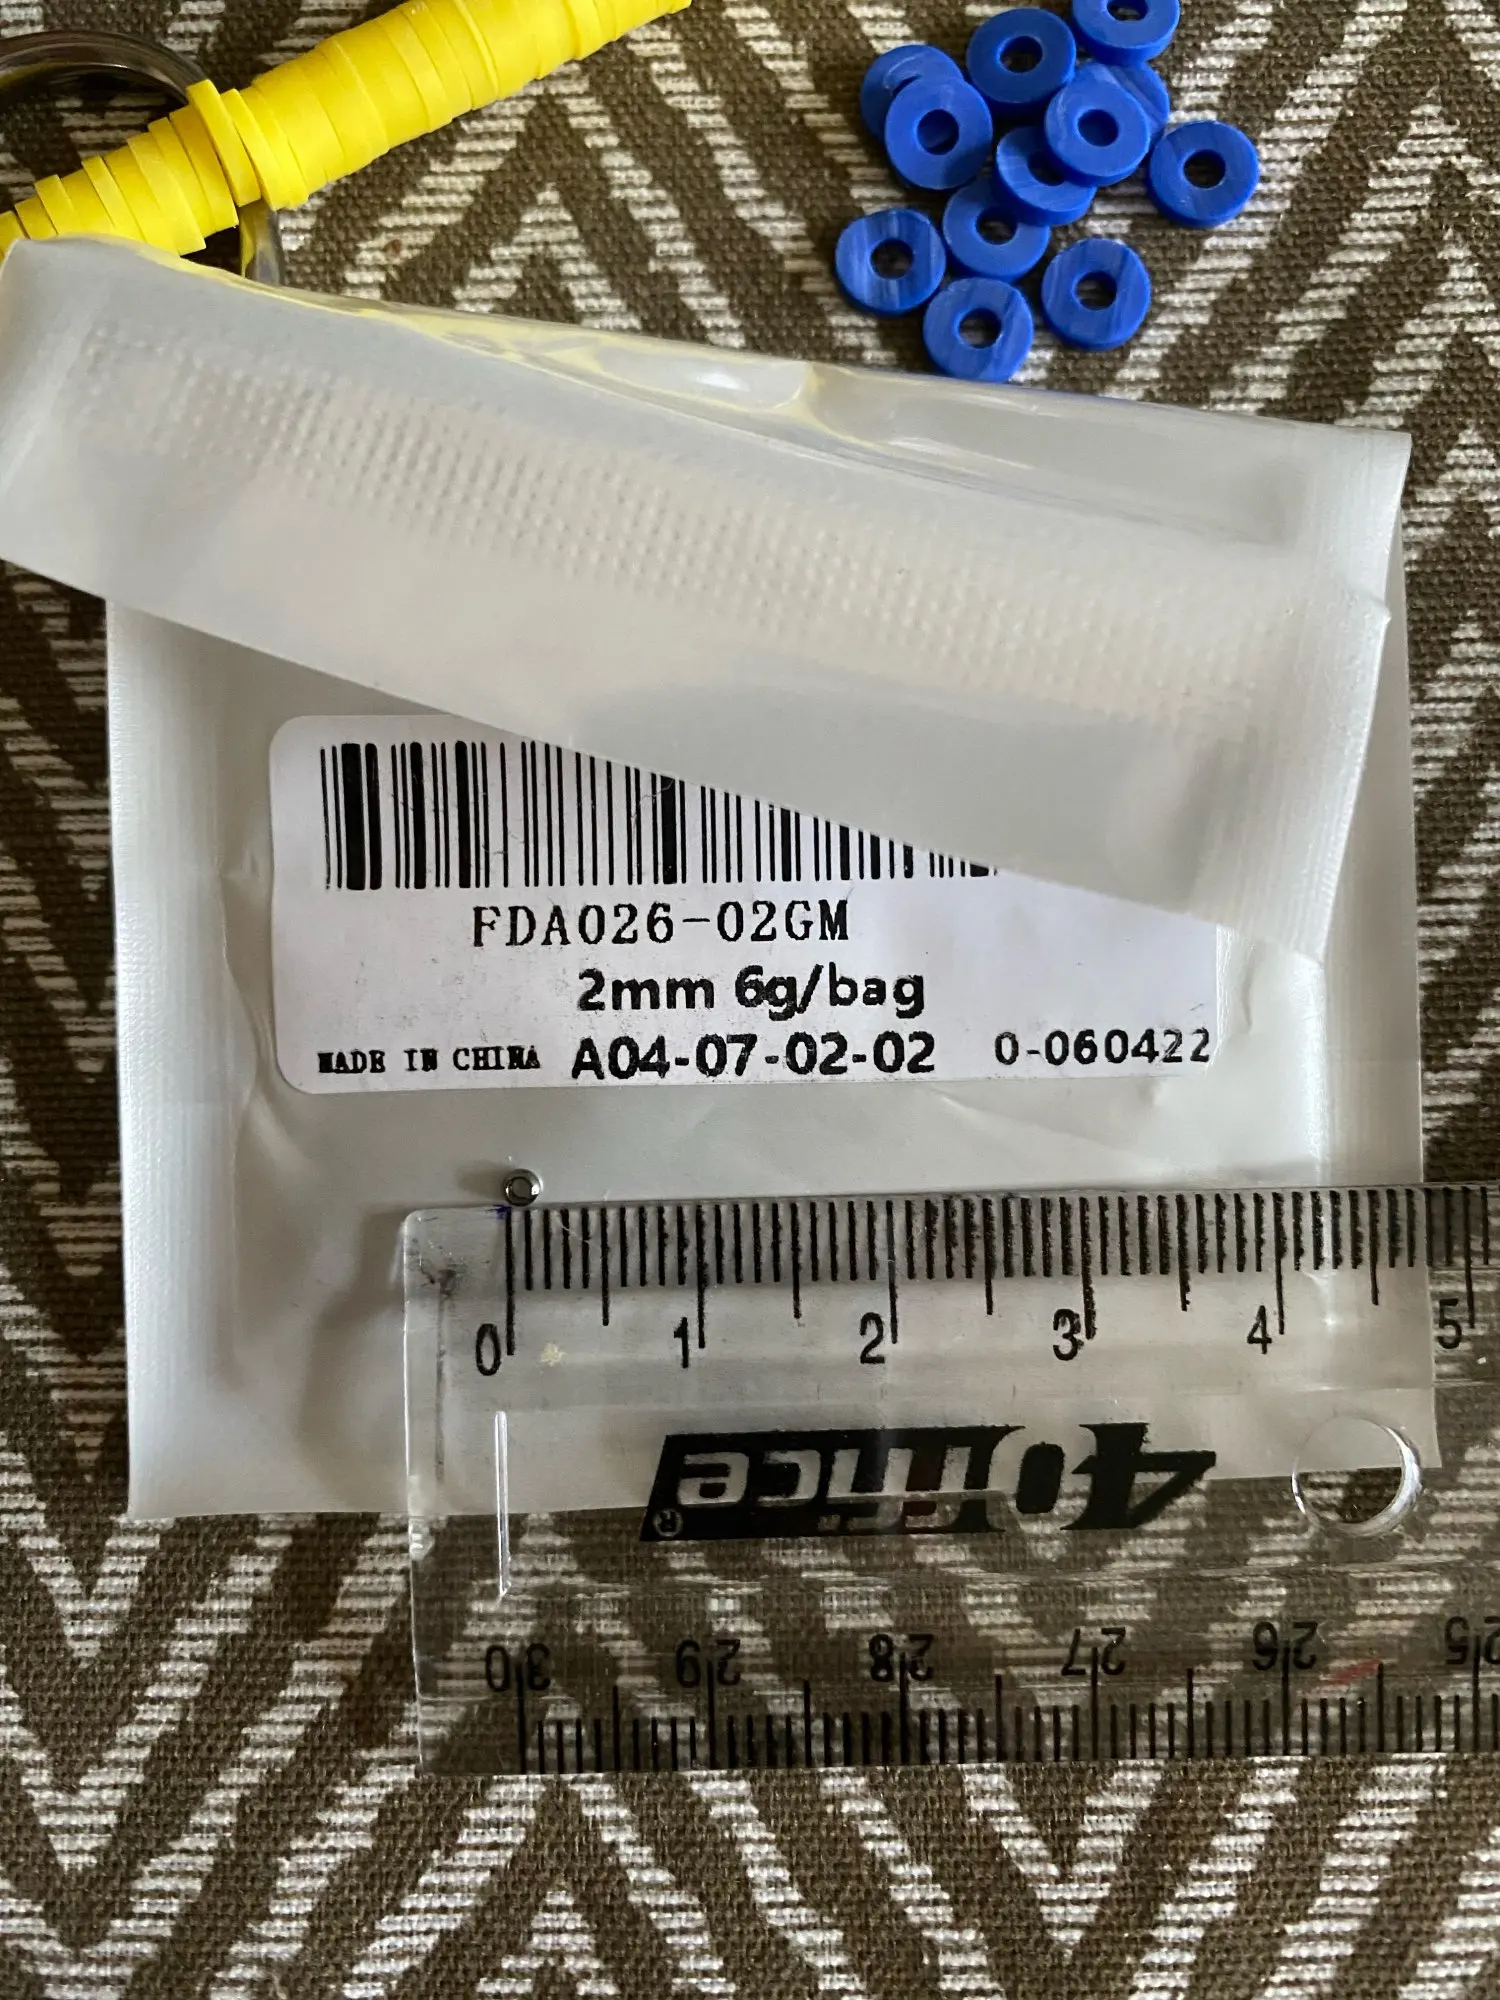 FDA026-02GM
2mm 6g/bag
MADE IN CHINA A04-07-02-02 0-060422
0 1 2 3 4 5
4Office®
30 29 28 27 26 25